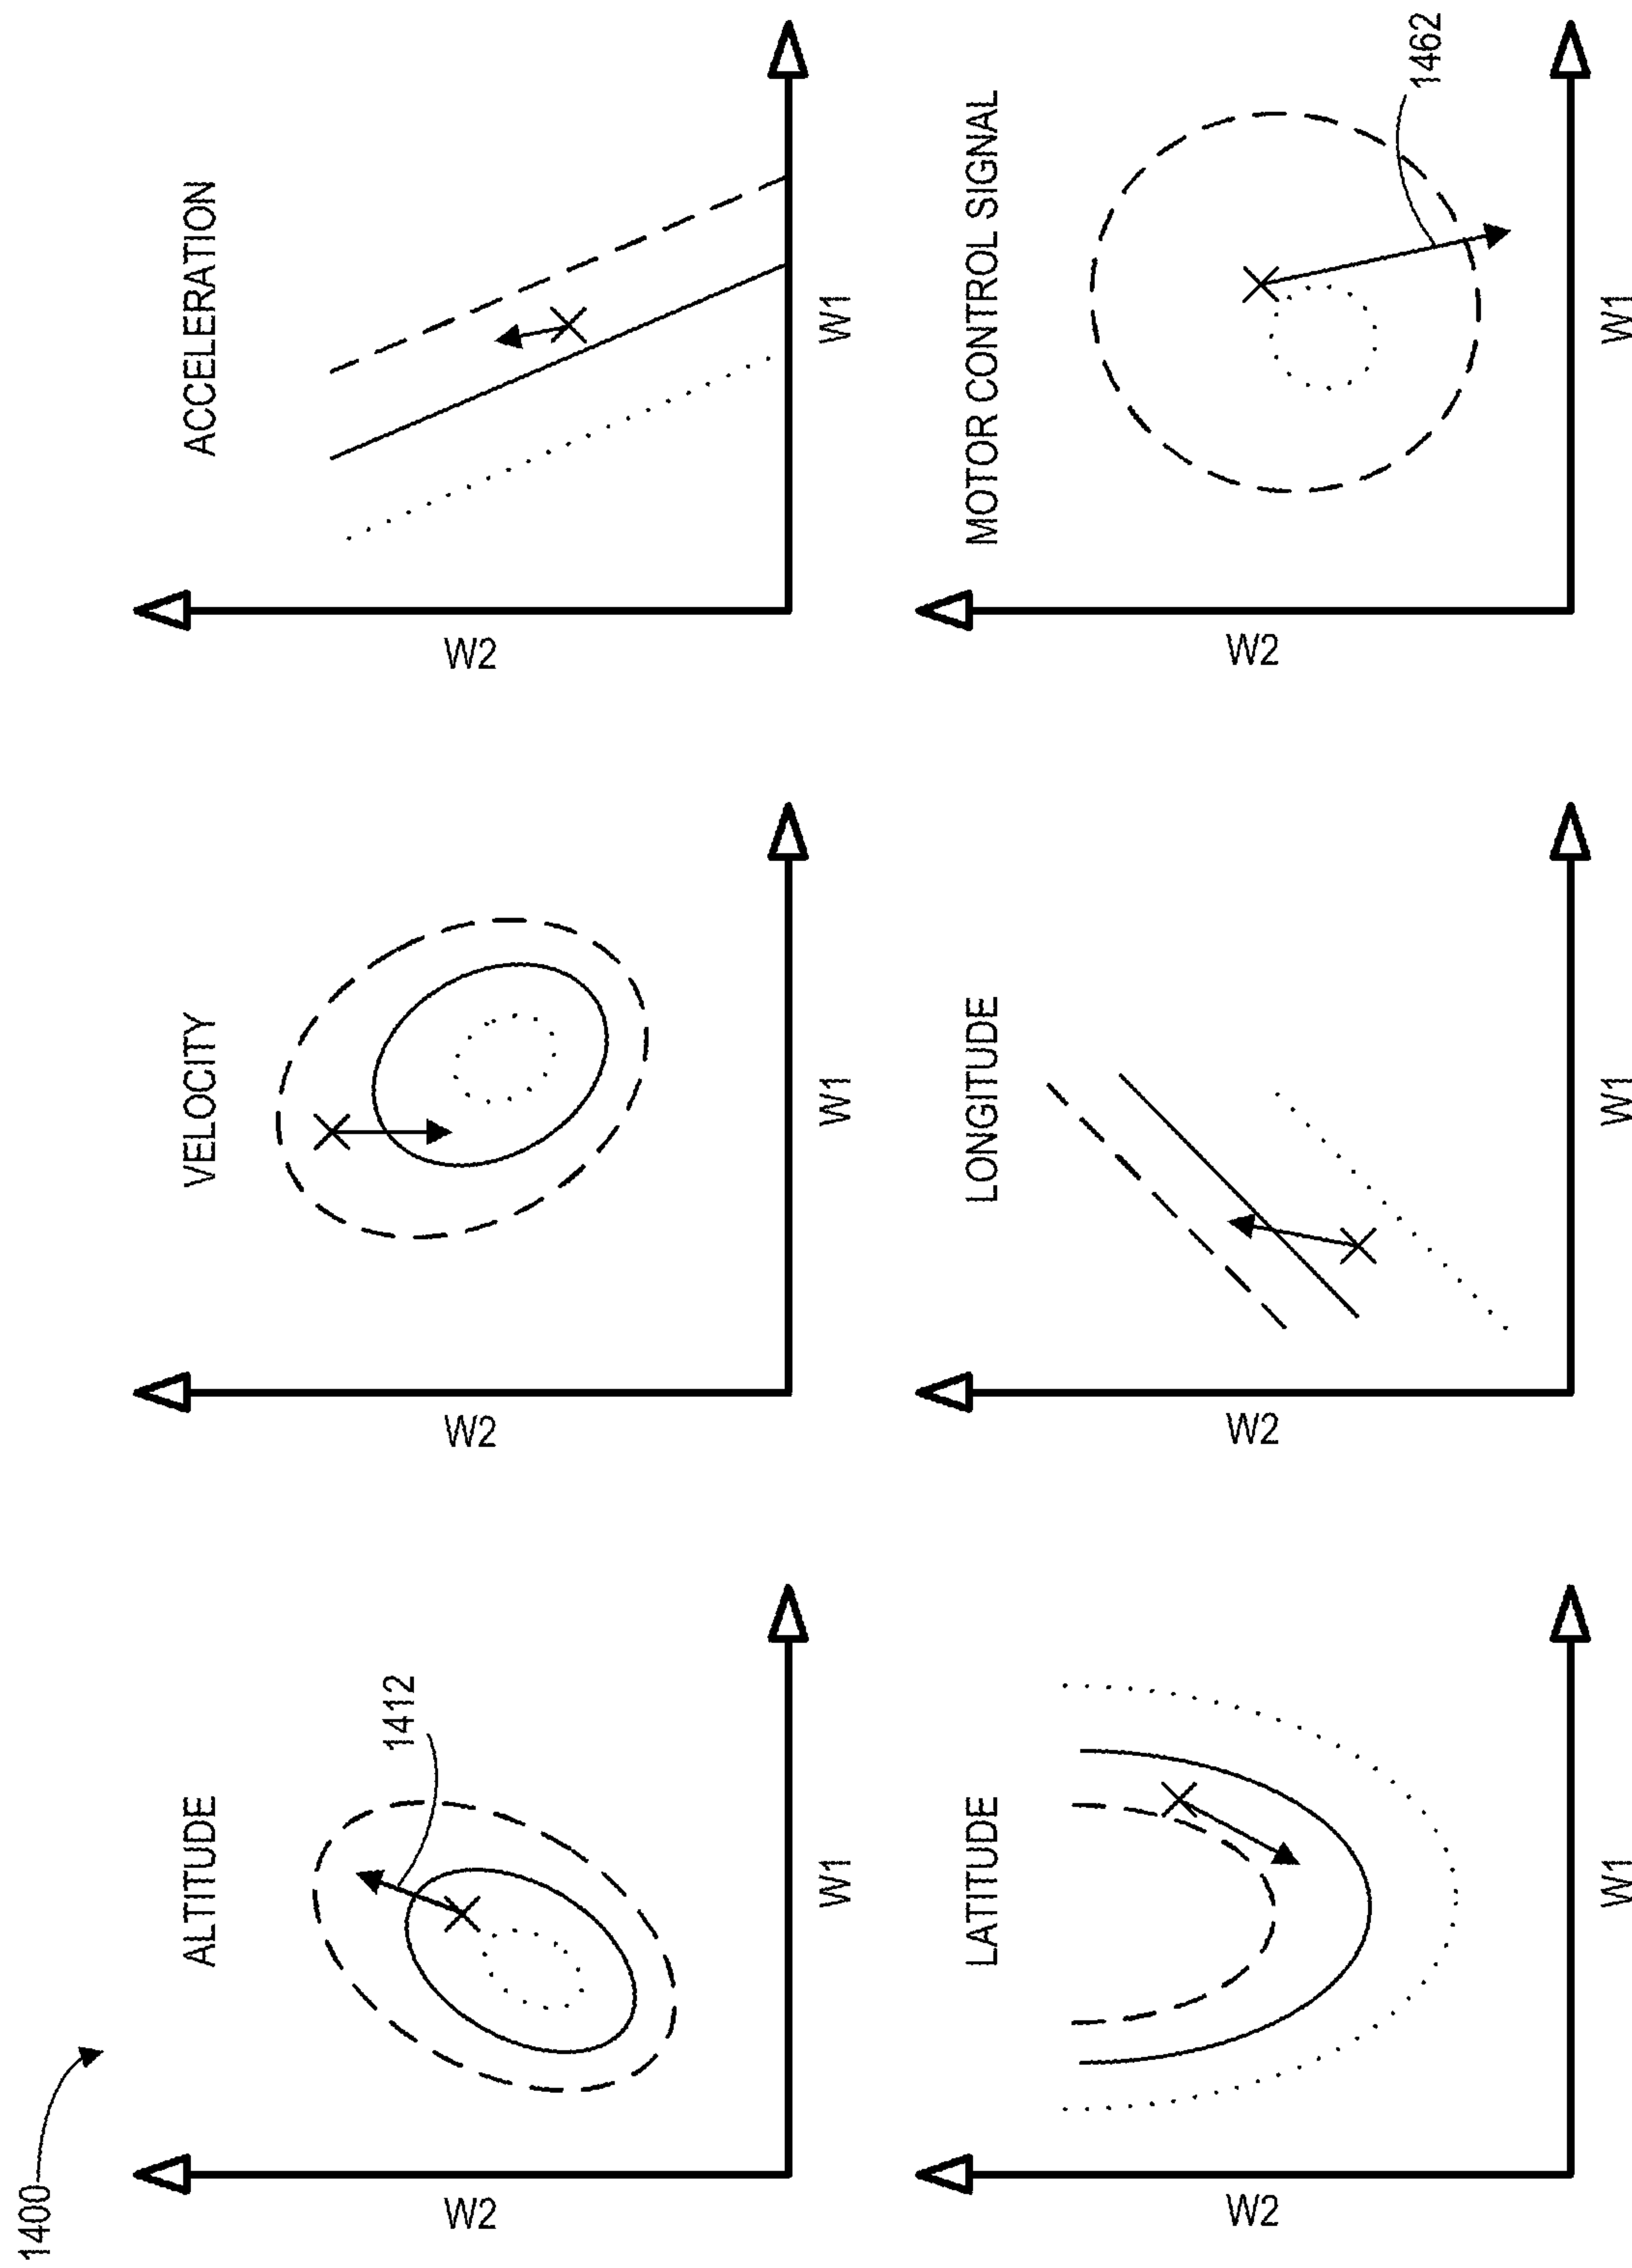 1400
ALTITUDE
1412
W2
W1
VELOCITY
W2
W1
ACCELERATION
W2
W1
LATITUDE
W2
W1
LONGITUDE
W2
W1
MOTOR CONTROL SIGNAL
1462
W2
W1